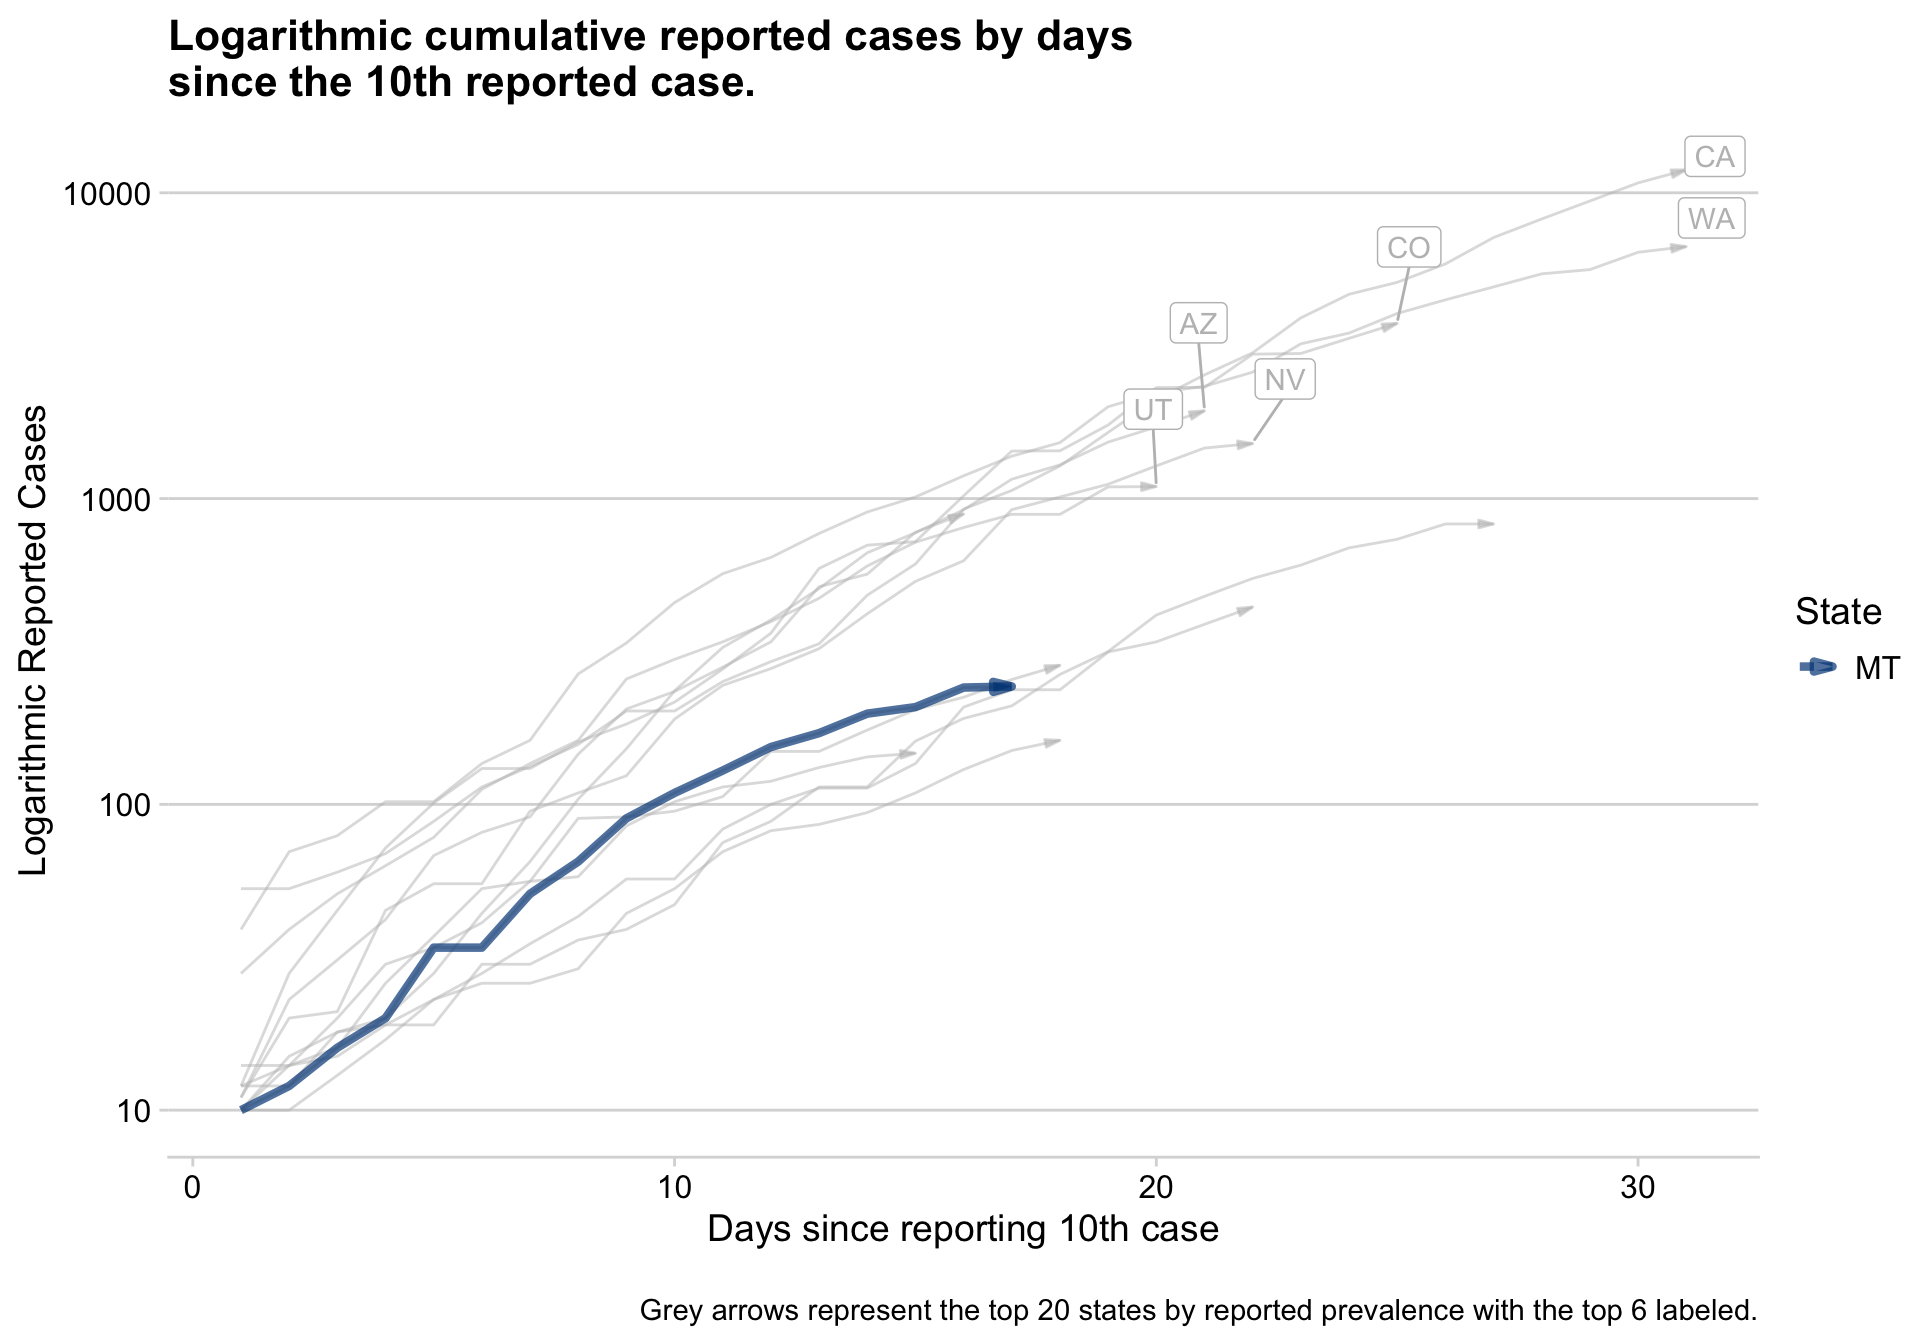 Logarithmic cumulative reported cases by days
since the 10th reported case.
Logarithmic Reported Cases
10000
1000
100
10
CA
WA
CO
AZ
NV
UT
State
MT
0 10 20 30
Days since reporting 10th case
Grey arrows represent the top 20 states by reported prevalence with the top 6 labeled.